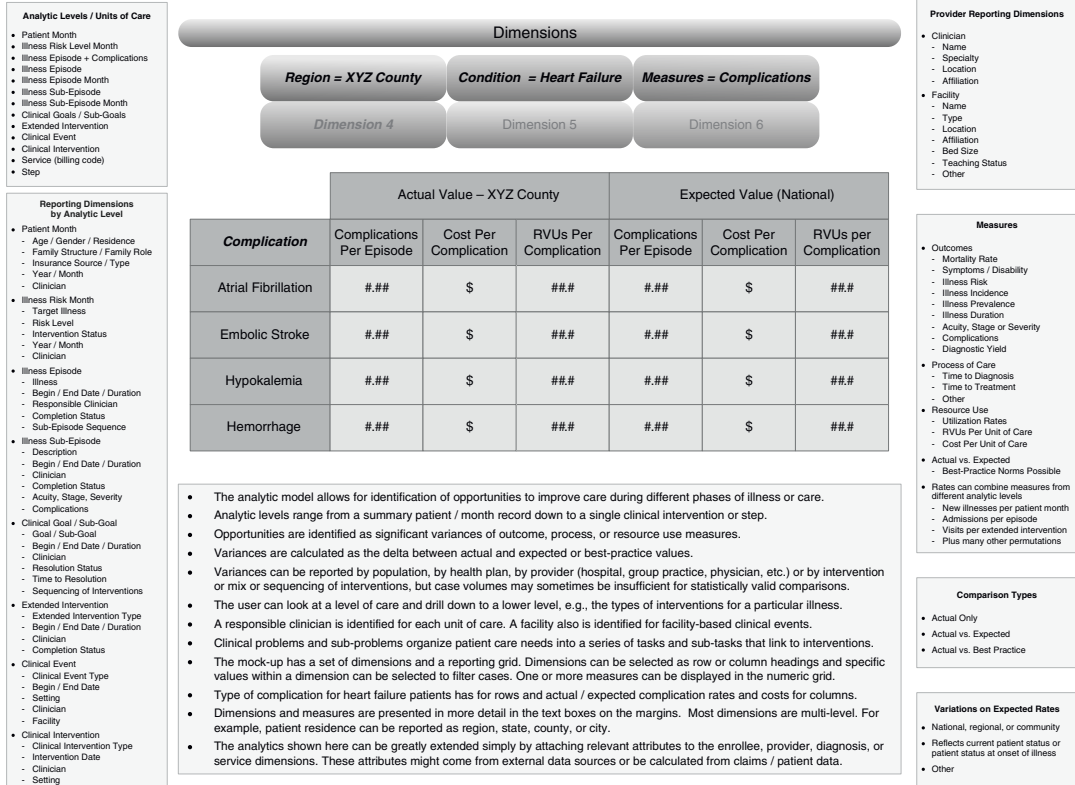 Analytic Levels / Units of Care
• Patient Month
• Illness Risk Level Month
• Illness Episode + Complications
• Illness Episode
• Illness Episode Month
• Illness Sub-Episode
• Illness Sub-Episode Month
• Clinical Goals / Sub-Goals
• Extended Intervention
• Clinical Event
• Clinical Intervention
• Service (billing code)
• Step
Reporting Dimensions
by Analytic Level
• Patient Month
- Age / Gender / Residence
- Family Structure / Family Role
- Insurance Source / Type
- Year / Month
- Clinician
• Illness Risk Month
- Target Illness
- Risk Level
- Intervention Status
- Year / Month
- Clinician
• Illness Episode
- Illness
- Begin / End Date / Duration
- Responsible Clinician
- Completion Status
- Sub-Episode Sequence
• Illness Sub-Episode
- Description
- Begin / End Date / Duration
- Clinician
- Completion Status
- Acuity, Stage, Severity
- Complications
• Clinical Goal / Sub-Goal
- Goal / Sub-Goal
- Begin / End Date / Duration
- Clinician
- Resolution Status
- Time to Resolution
- Sequencing of Interventions
• Extended Intervention
- Extended Intervention Type
- Begin / End Date / Duration
- Clinician
- Completion Status
• Clinical Event
- Clinical Event Type
- Begin / End Date
- Setting
- Clinician
- Facility
• Clinical Intervention
- Clinical Intervention Type
- Intervention Date
- Clinician
- Setting
Dimensions
Region = XYZ County Condition = Heart Failure Measures = Complications
Dimension 4 Dimension 5 Dimension 6
Actual Value – XYZ County Expected Value (National)
Complication Complications Per Episode Cost Per Complication RVUs Per Complication Complications Per Episode Cost Per Complication RVUs per Complication
Atrial Fibrillation #.## $ ##.# #.## $ ##.#
Embolic Stroke #.## $ ##.# #.## $ ##.#
Hypokalemia #.## $ ##.# #.## $ ##.#
Hemorrhage #.## $ ##.# #.## $ ##.#
• The analytic model allows for identification of opportunities to improve care during different phases of illness or care.
• Analytic levels range from a summary patient / month record down to a single clinical intervention or step.
• Opportunities are identified as significant variances of outcome, process, or resource use measures.
• Variances are calculated as the delta between actual and expected or best-practice values.
• Variances can be reported by population, by health plan, by provider (hospital, group practice, physician, etc.) or by intervention
or mix or sequencing of interventions, but case volumes may sometimes be insufficient for statistically valid comparisons.
• The user can look at a level of care and drill down to a lower level, e.g., the types of interventions for a particular illness.
• A responsible clinician is identified for each unit of care. A facility also is identified for facility-based clinical events.
• Clinical problems and sub-problems organize patient care needs into a series of tasks and sub-tasks that link to interventions.
• The mock-up has a set of dimensions and a reporting grid. Dimensions can be selected as row or column headings and specific
values within a dimension can be selected to filter cases. One or more measures can be displayed in the numeric grid.
• Type of complication for heart failure patients has for rows and actual / expected complication rates and costs for columns.
• Dimensions and measures are presented in more detail in the text boxes on the margins. Most dimensions are multi-level. For
example, patient residence can be reported as region, state, county, or city.
• The analytics shown here can be greatly extended simply by attaching relevant attributes to the enrollee, provider, diagnosis, or
service dimensions. These attributes might come from external data sources or be calculated from claims / patient data.
Provider Reporting Dimensions
• Clinician
- Name
- Specialty
- Location
- Affiliation
• Facility
- Name
- Type
- Location
- Affiliation
- Bed Size
- Teaching Status
- Other
Measures
• Outcomes
- Mortality Rate
- Symptoms / Disability
- Illness Risk
- Illness Incidence
- Illness Prevalence
- Illness Duration
- Acuity, Stage or Severity
- Complications
- Diagnostic Yield
• Process of Care
- Time to Diagnosis
- Time to Treatment
- Other
• Resource Use
- Utilization Rates
- RVUs Per Unit of Care
- Cost Per Unit of Care
• Actual vs. Expected
- Best-Practice Norms Possible
• Rates can combine measures from
different analytic levels
- New illnesses per patient month
- Admissions per episode
- Visits per extended intervention
- Plus many other permutations
Comparison Types
• Actual Only
• Actual vs. Expected
• Actual vs. Best Practice
Variations on Expected Rates
• National, regional, or community
• Reflects current patient status or
patient status at onset of illness
• Other